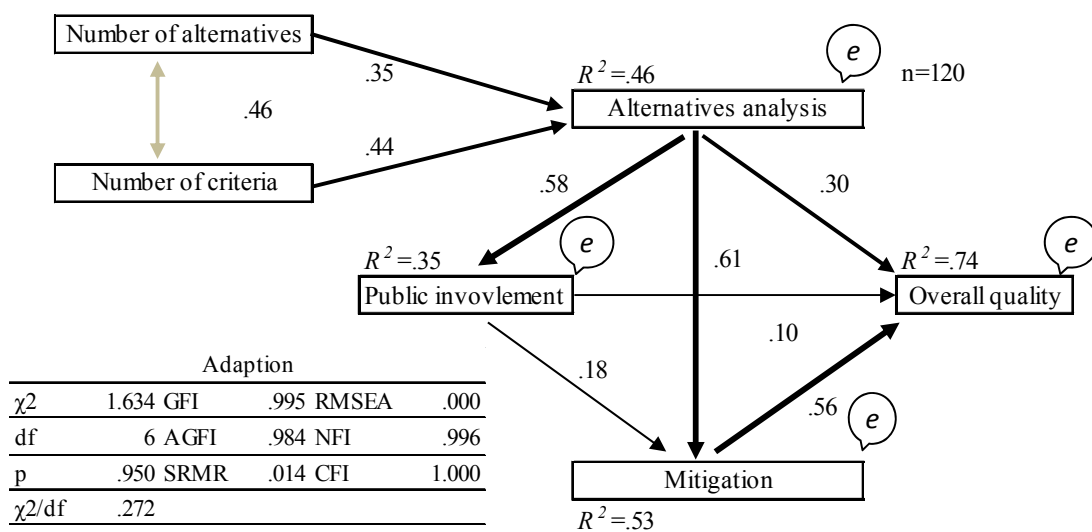 Number of alternatives
.35
.46
.44
Number of criteria
R²=.46
e
n=120
Alternatives analysis
.58
.30
.61
R²=.35
e
Public invovlement
R²=.74
e
Overall quality
.10
.18
.56
e
Mitigation
R²=.53
Adaption
χ2 1.634 GFI .995 RMSEA .000
df 6 AGFI .984 NFI .996
p .950 SRMR .014 CFI 1.000
χ2/df .272